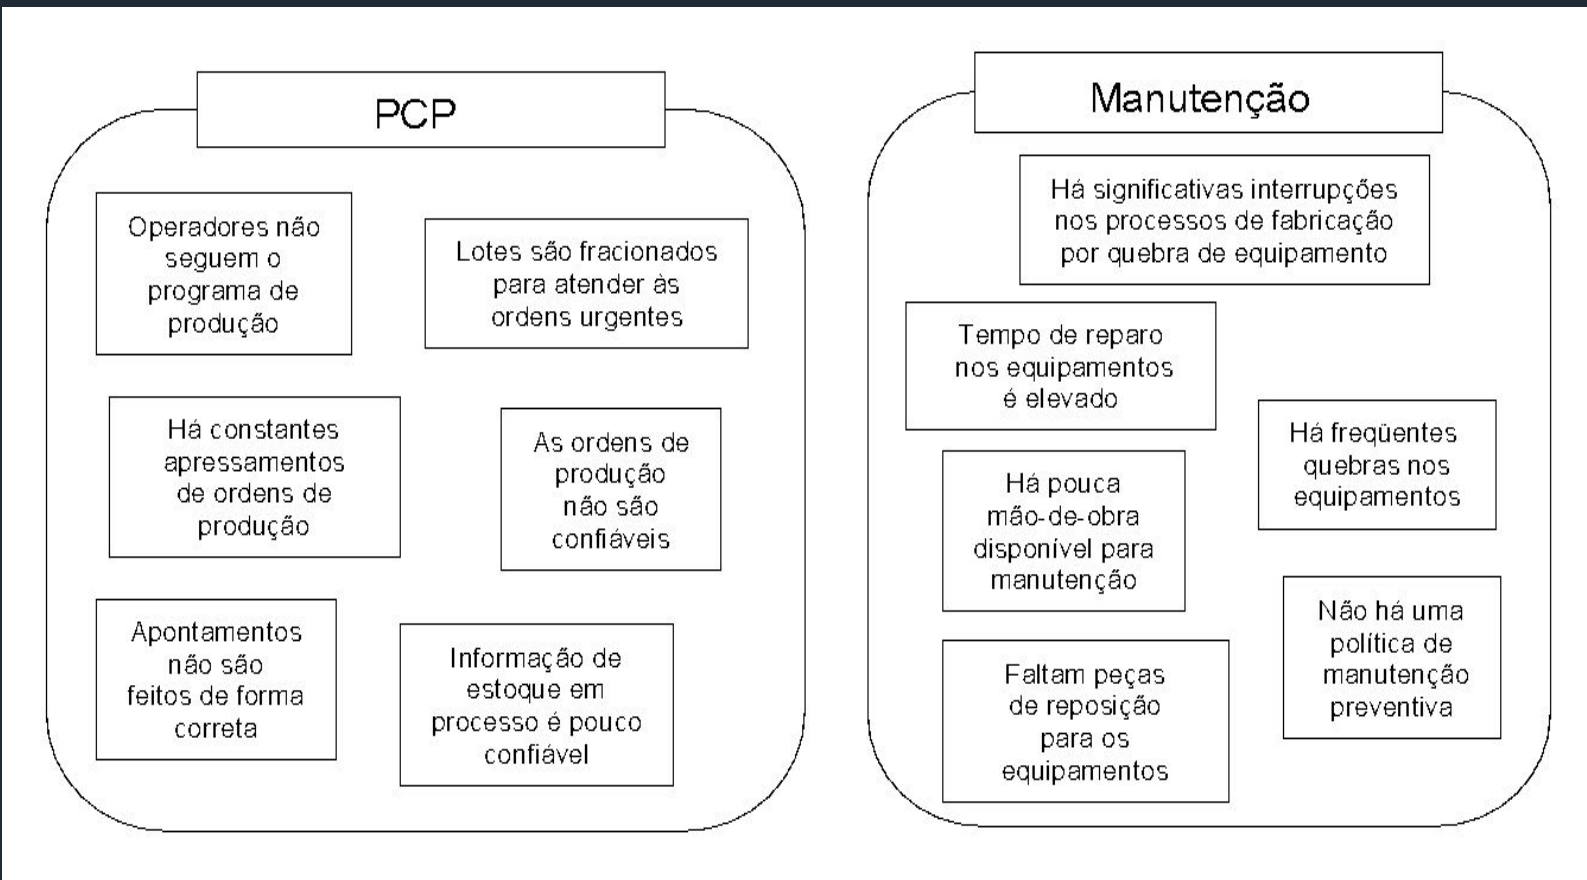 PCP
Operadores não
seguem o
programa de
produção
Lotes são fracionados
para atender às
ordens urgentes
Há constantes
apressamentos
de ordens de
produção
As ordens de
produção
não são
confiáveis
Apontamentos
não são
feitos de forma
correta
Informação de
estoque em
processo é pouco
confiável
Manutenção
Há significativas interrupções
nos processos de fabricação
por quebra de equipamento
Tempo de reparo
nos equipamentos
é elevado
Há freqüentes
quebras nos
equipamentos
Há pouca
mão-de-obra
disponível para
manutenção
Não há uma
política de
manutenção
preventiva
Faltam peças
de reposição
para os
equipamentos